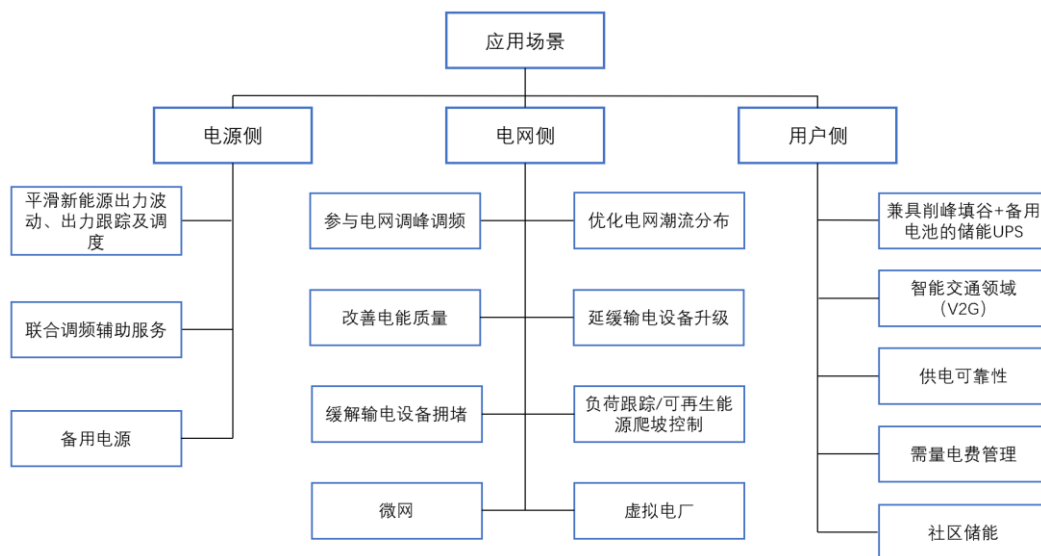 应用场景
电源侧
电网侧
用户侧
平滑新能源出力波
动、出力跟踪及调
度
联合调频辅助服务
备用电源
参与电网调峰调频
优化电网潮流分布
改善电能质量
延缓输电设备升级
缓解输电设备拥堵
负荷跟踪/可再生能
源爬坡控制
微网
虚拟电厂
兼具削峰填谷+备用
电池的储能UPS
智能交通领域
（V2G）
供电可靠性
需量电费管理
社区储能